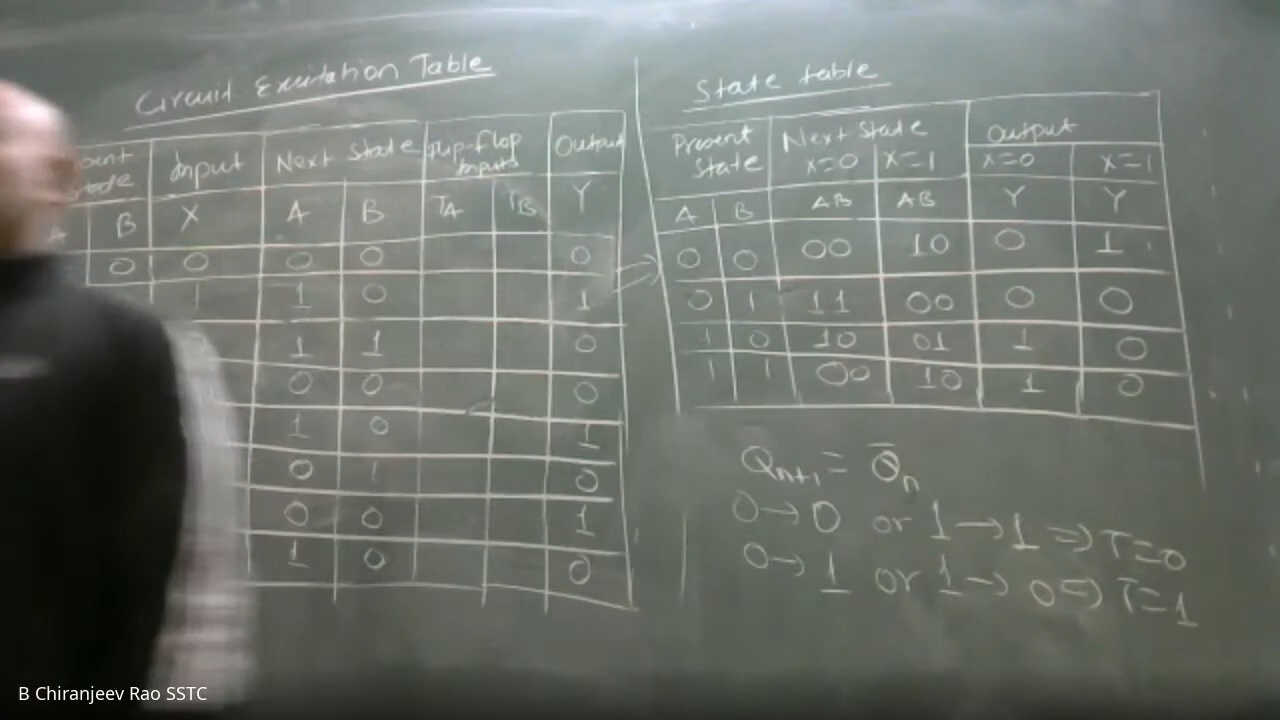 Circuit Excitation Table
Input Next State Flip-flop Inputs Output
B X A B TA TB Y
0 0 0 0 0
1 1 0 1
1 1 0
0 0 0
1 0 1
0 1 0
0 0 1
1 0 0
State table
Present State Next State Output
X=0 X=1 X=0 X=1
A B AB AB Y Y
0 0 00 10 0 1
0 1 11 00 0 0
1 0 10 01 1 0
1 1 00 10 1 0
Qn+1 = Q̄n
0→0 or 1→1 ⇒ T=0
0→1 or 1→0 ⇒ T=1
B Chiranjeev Rao SSTC